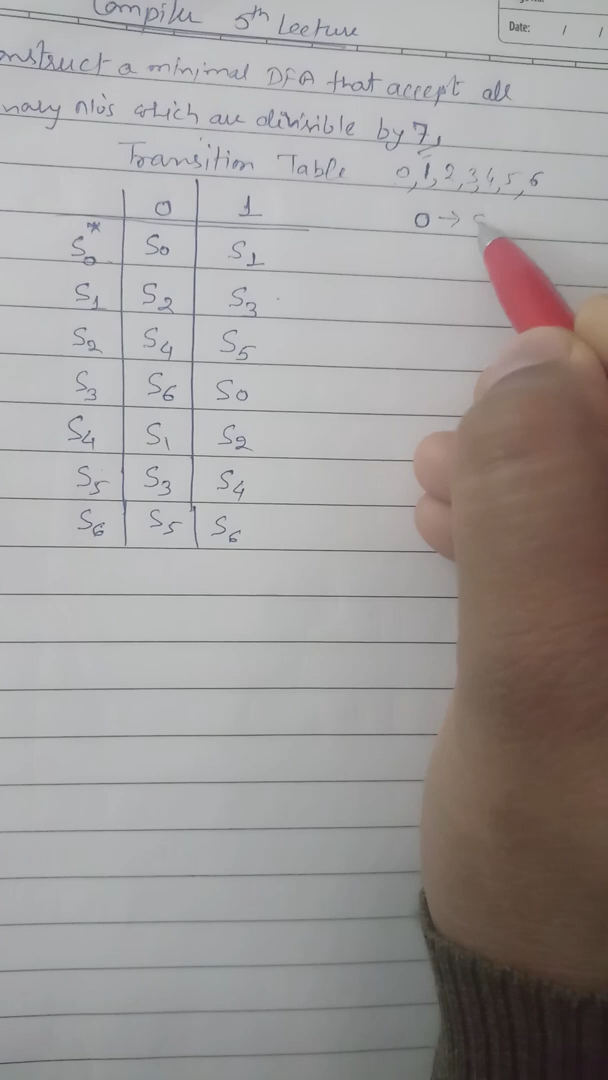 Compiler 5th Lecture
Date: / /
onstruct a minimal DFA that accept all
nary n/os which are divisible by 7,
Transition Table 0,1,2,3,4,5,6
0 1 0 →
S0* S0 S1
S1 S2 S3
S2 S4 S5
S3 S6 S0
S4 S1 S2
S5 S3 S4
S6 S5 S6